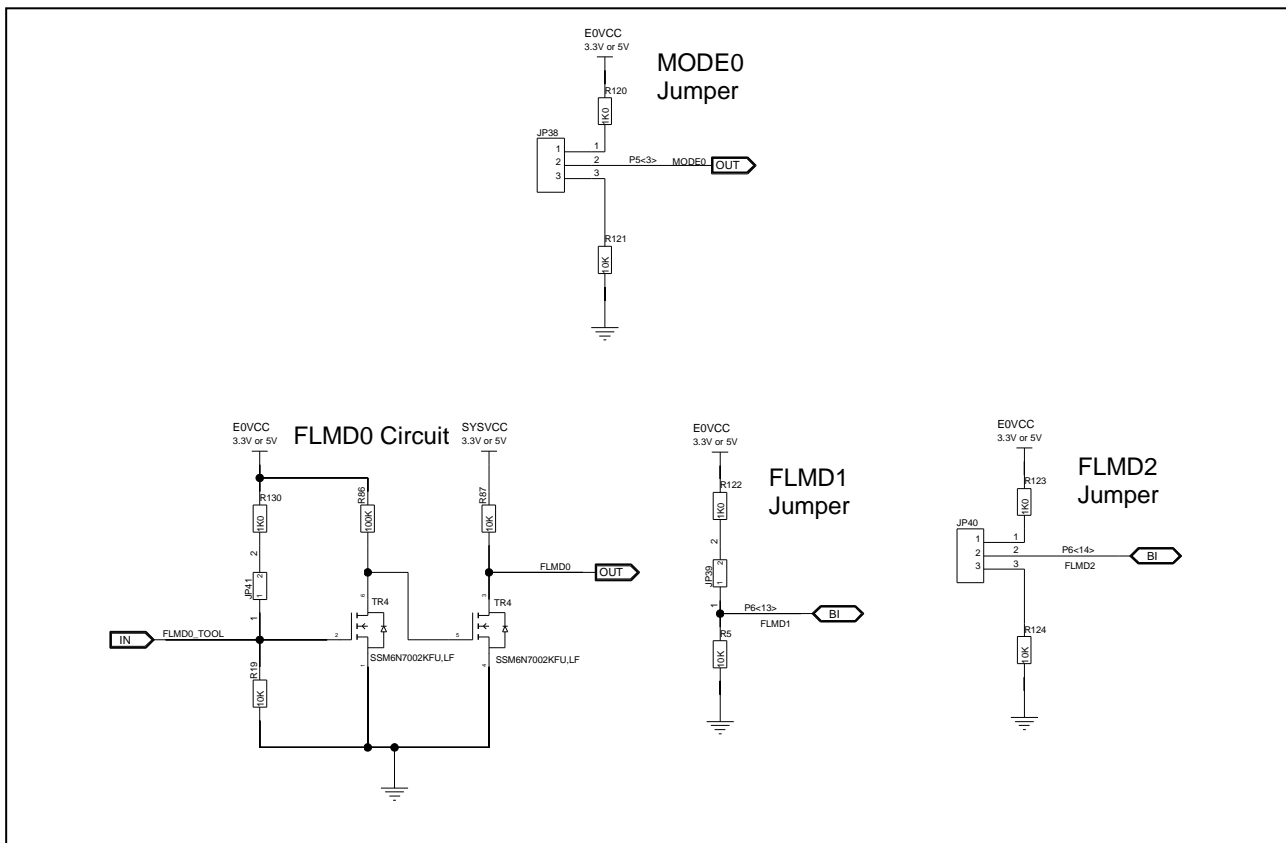 E0VCC
3.3V or 5V
MODE0
Jumper
R120
1K0
JP38
1 1
2 2 P5<3> MODE0 OUT
3 3
R121
10K
E0VCC
3.3V or 5V
FLMD0 Circuit
SYSVCC
3.3V or 5V
R130
1K0
R86
100K
R87
10K
2
JP41
2
1
1
FLMD0 OUT
6
TR4
3
TR4
IN FLMD0_TOOL
2
5
SSM6N7002KFU,LF
SSM6N7002KFU,LF
1
4
R19
10K
E0VCC
3.3V or 5V
FLMD1
Jumper
R122
1K0
2
JP39
2
1
1
P6<13> BI
FLMD1
R5
10K
E0VCC
3.3V or 5V
FLMD2
Jumper
R123
1K0
JP40
1 1
2 2 P6<14> BI
FLMD2
3 3
R124
10K